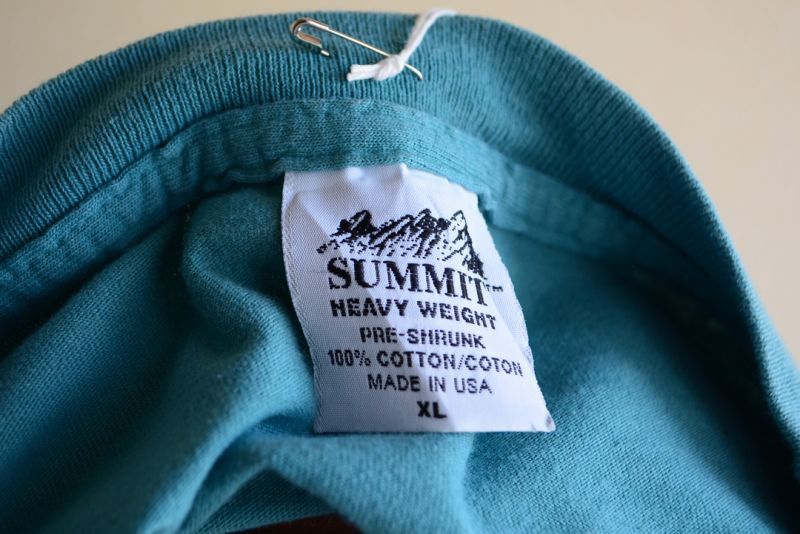 SUMMIT™
HEAVY WEIGHT
PRE-SHRUNK
100% COTTON/COTON
MADE IN USA
XL